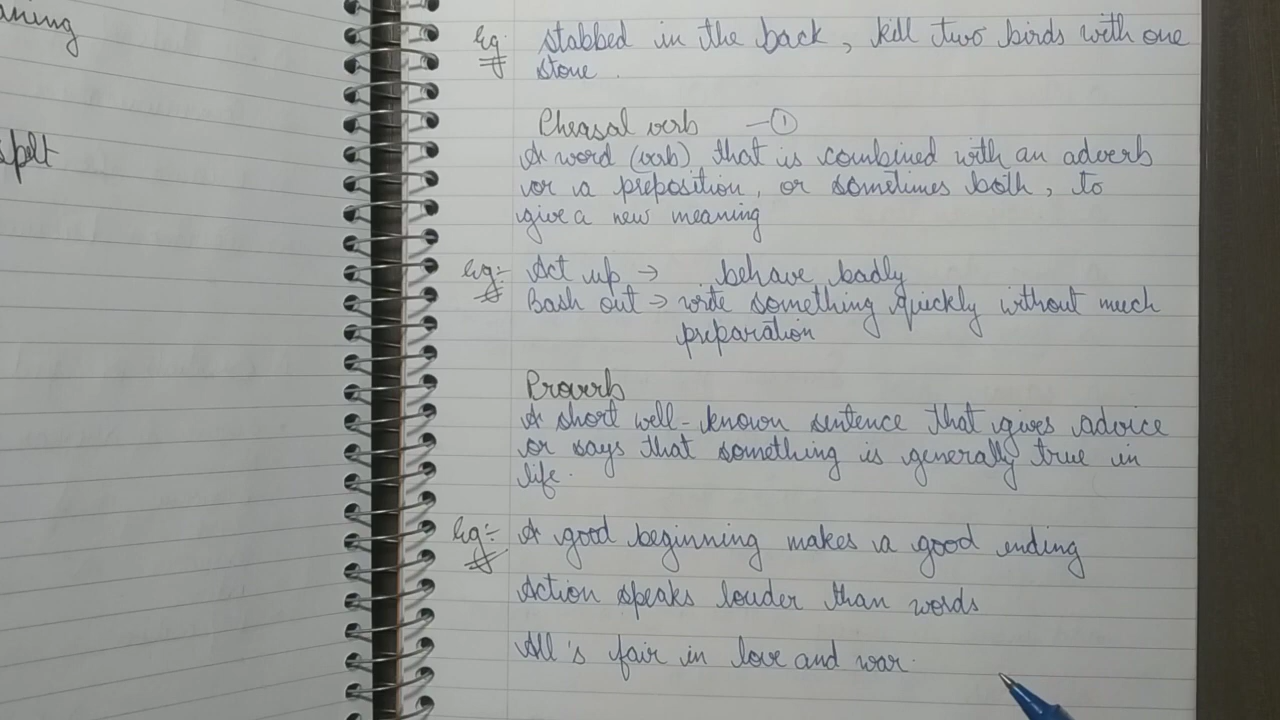 aning
spelt
Eg:
stabbed in the back, kill two birds with one
stone.
Pherasal verb —①
A word (verb) that is combined with an adverb
or a preposition, or sometimes both, to
give a new meaning
Eg:- Act up → behave badly
Bash out → write something quickly without much
preparation
Proverb
A short well-known sentence that gives advice
or says that something is generally true in
life.
Eg:- A good beginning makes a good ending
Action speaks louder than words
All's fair in love and war.